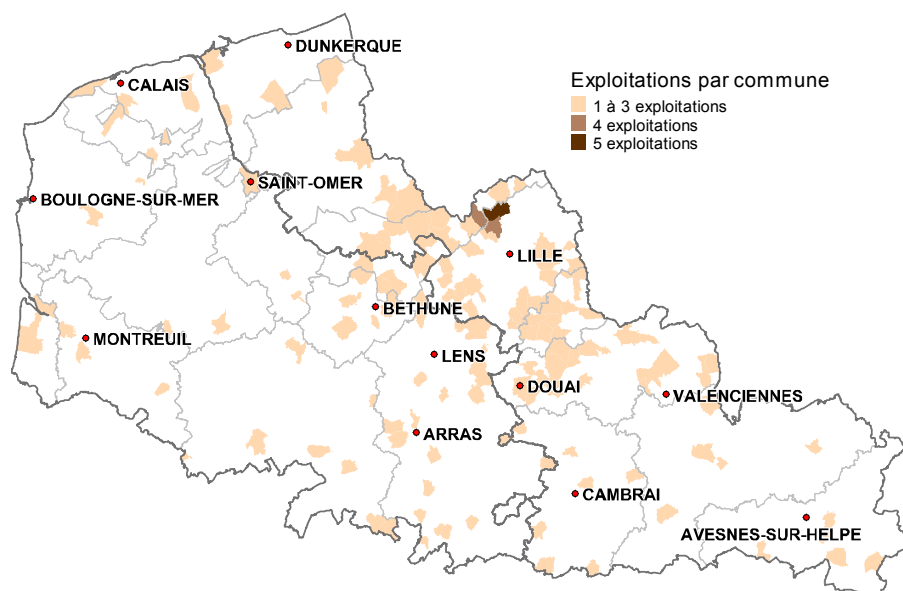 DUNKERQUE
CALAIS
Exploitations par commune
1 à 3 exploitations
4 exploitations
5 exploitations
SAINT-OMER
BOULOGNE-SUR-MER
LILLE
BETHUNE
MONTREUIL
LENS
DOUAI
VALENCIENNES
ARRAS
CAMBRAI
AVESNES-SUR-HELPE